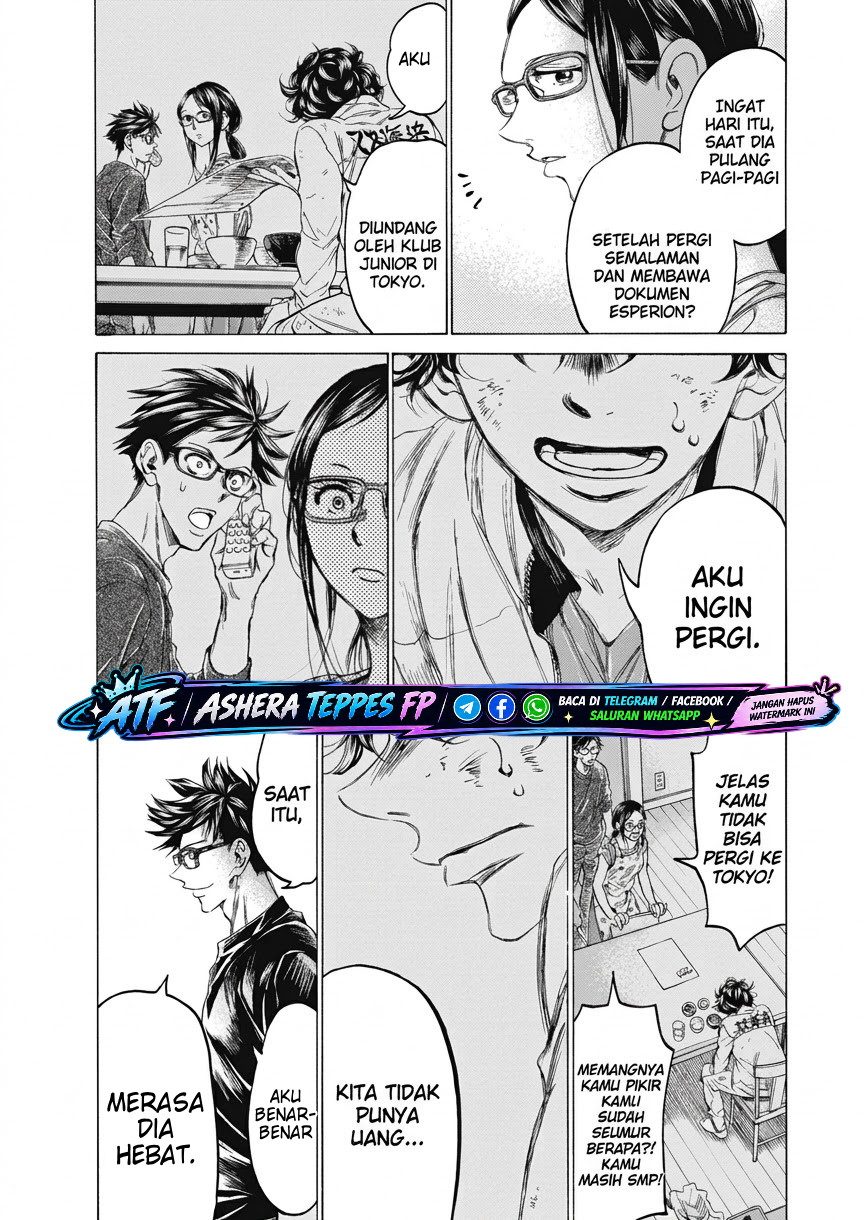 INGAT
HARI ITU,
SAAT DIA
PULANG
PAGI-PAGI
SETELAH PERGI
SEMALAMAN
DAN MEMBAWA
DOKUMEN
ESPERION?
AKU
DIUNDANG
OLEH KLUB
JUNIOR DI
TOKYO.
AKU
INGIN
PERGI.
ATF
ASHERA TEPPES FP
BACA DI TELEGRAM / FACEBOOK /
SALURAN WHATSAPP
JANGAN HAPUS
WATERMARK INI
JELAS
KAMU
TIDAK
BISA
PERGI KE
TOKYO!
MEMANGNYA
KAMU PIKIR
KAMU
SUDAH
SEUMUR
BERAPA?!
KAMU
MASIH SMP!
KITA TIDAK
PUNYA
UANG...
SAAT
ITU,
AKU
BENAR-
BENAR
MERASA
DIA
HEBAT.